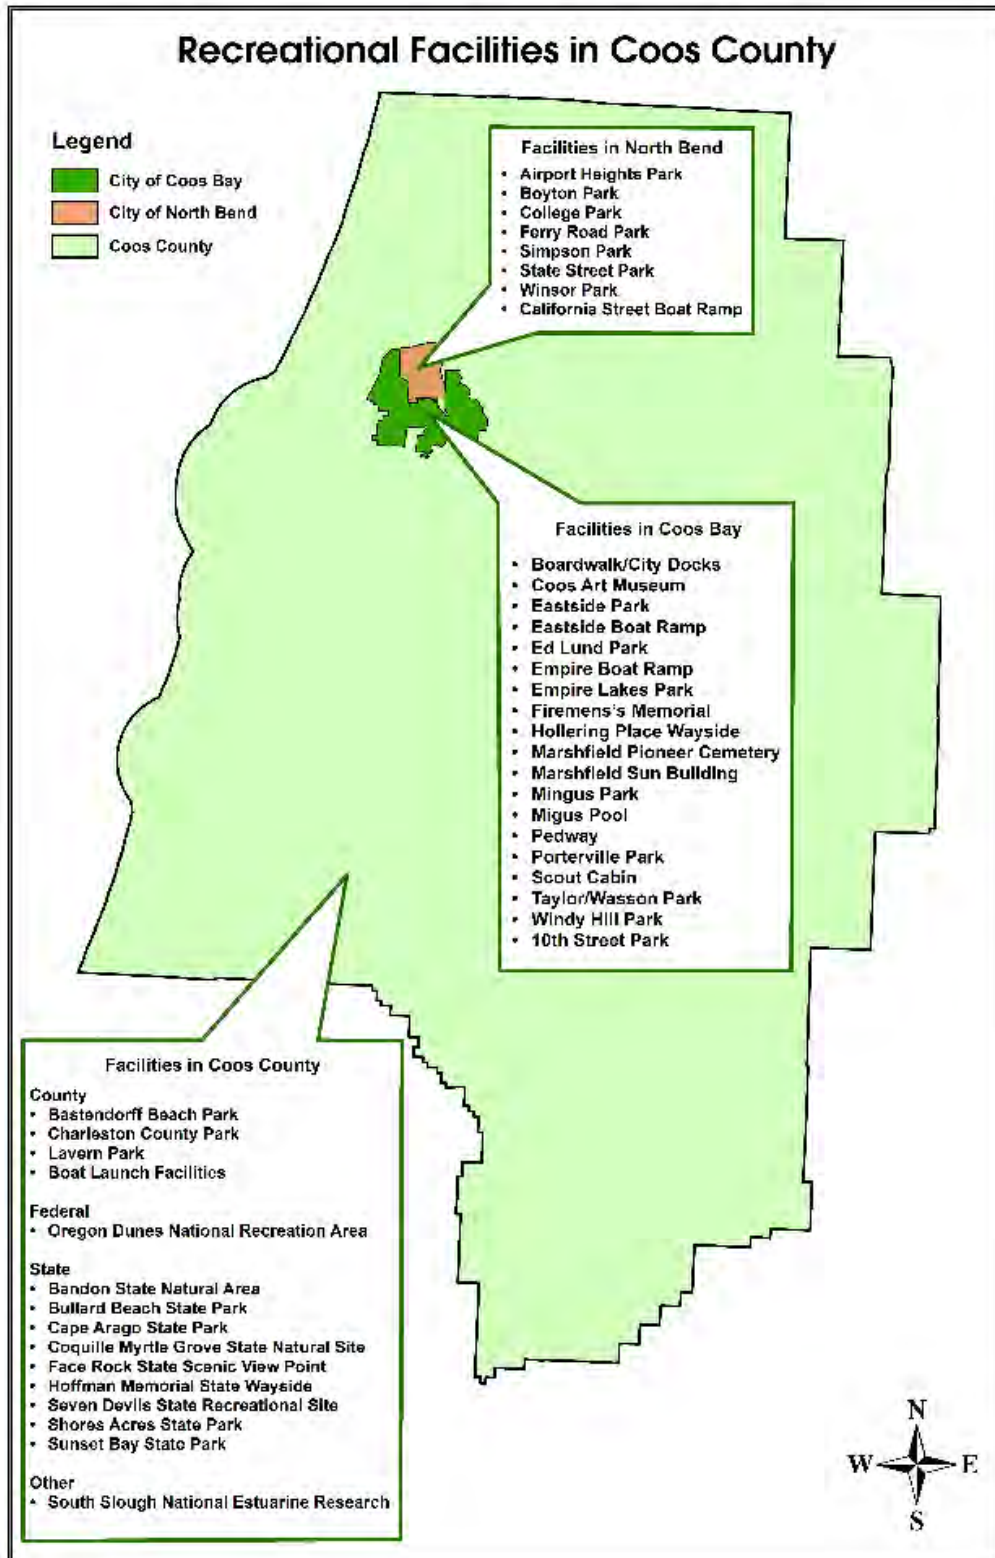 Recreational Facilities in Coos County
Legend
City of Coos Bay
City of North Bend
Coos County
Facilities in North Bend
• Airport Heights Park
• Boyton Park
• College Park
• Ferry Road Park
• Simpson Park
• State Street Park
• Winsor Park
• California Street Boat Ramp
Facilities in Coos Bay
• Boardwalk/City Docks
• Coos Art Museum
• Eastside Park
• Eastside Boat Ramp
• Ed Lund Park
• Empire Boat Ramp
• Empire Lakes Park
• Firemens's Memorial
• Hollering Place Wayside
• Marshfield Pioneer Cemetery
• Marshfield Sun Building
• Mingus Park
• Migus Pool
• Pedway
• Porterville Park
• Scout Cabin
• Taylor/Wasson Park
• Windy Hill Park
• 10th Street Park
Facilities in Coos County
County
• Bastendorff Beach Park
• Charleston County Park
• Lavern Park
• Boat Launch Facilities
Federal
• Oregon Dunes National Recreation Area
State
• Bandon State Natural Area
• Bullard Beach State Park
• Cape Arago State Park
• Coquille Myrtle Grove State Natural Site
• Face Rock State Scenic View Point
• Hoffman Memorial State Wayside
• Seven Devils State Recreational Site
• Shores Acres State Park
• Sunset Bay State Park
Other
• South Slough National Estuarine Research
N
W E
S